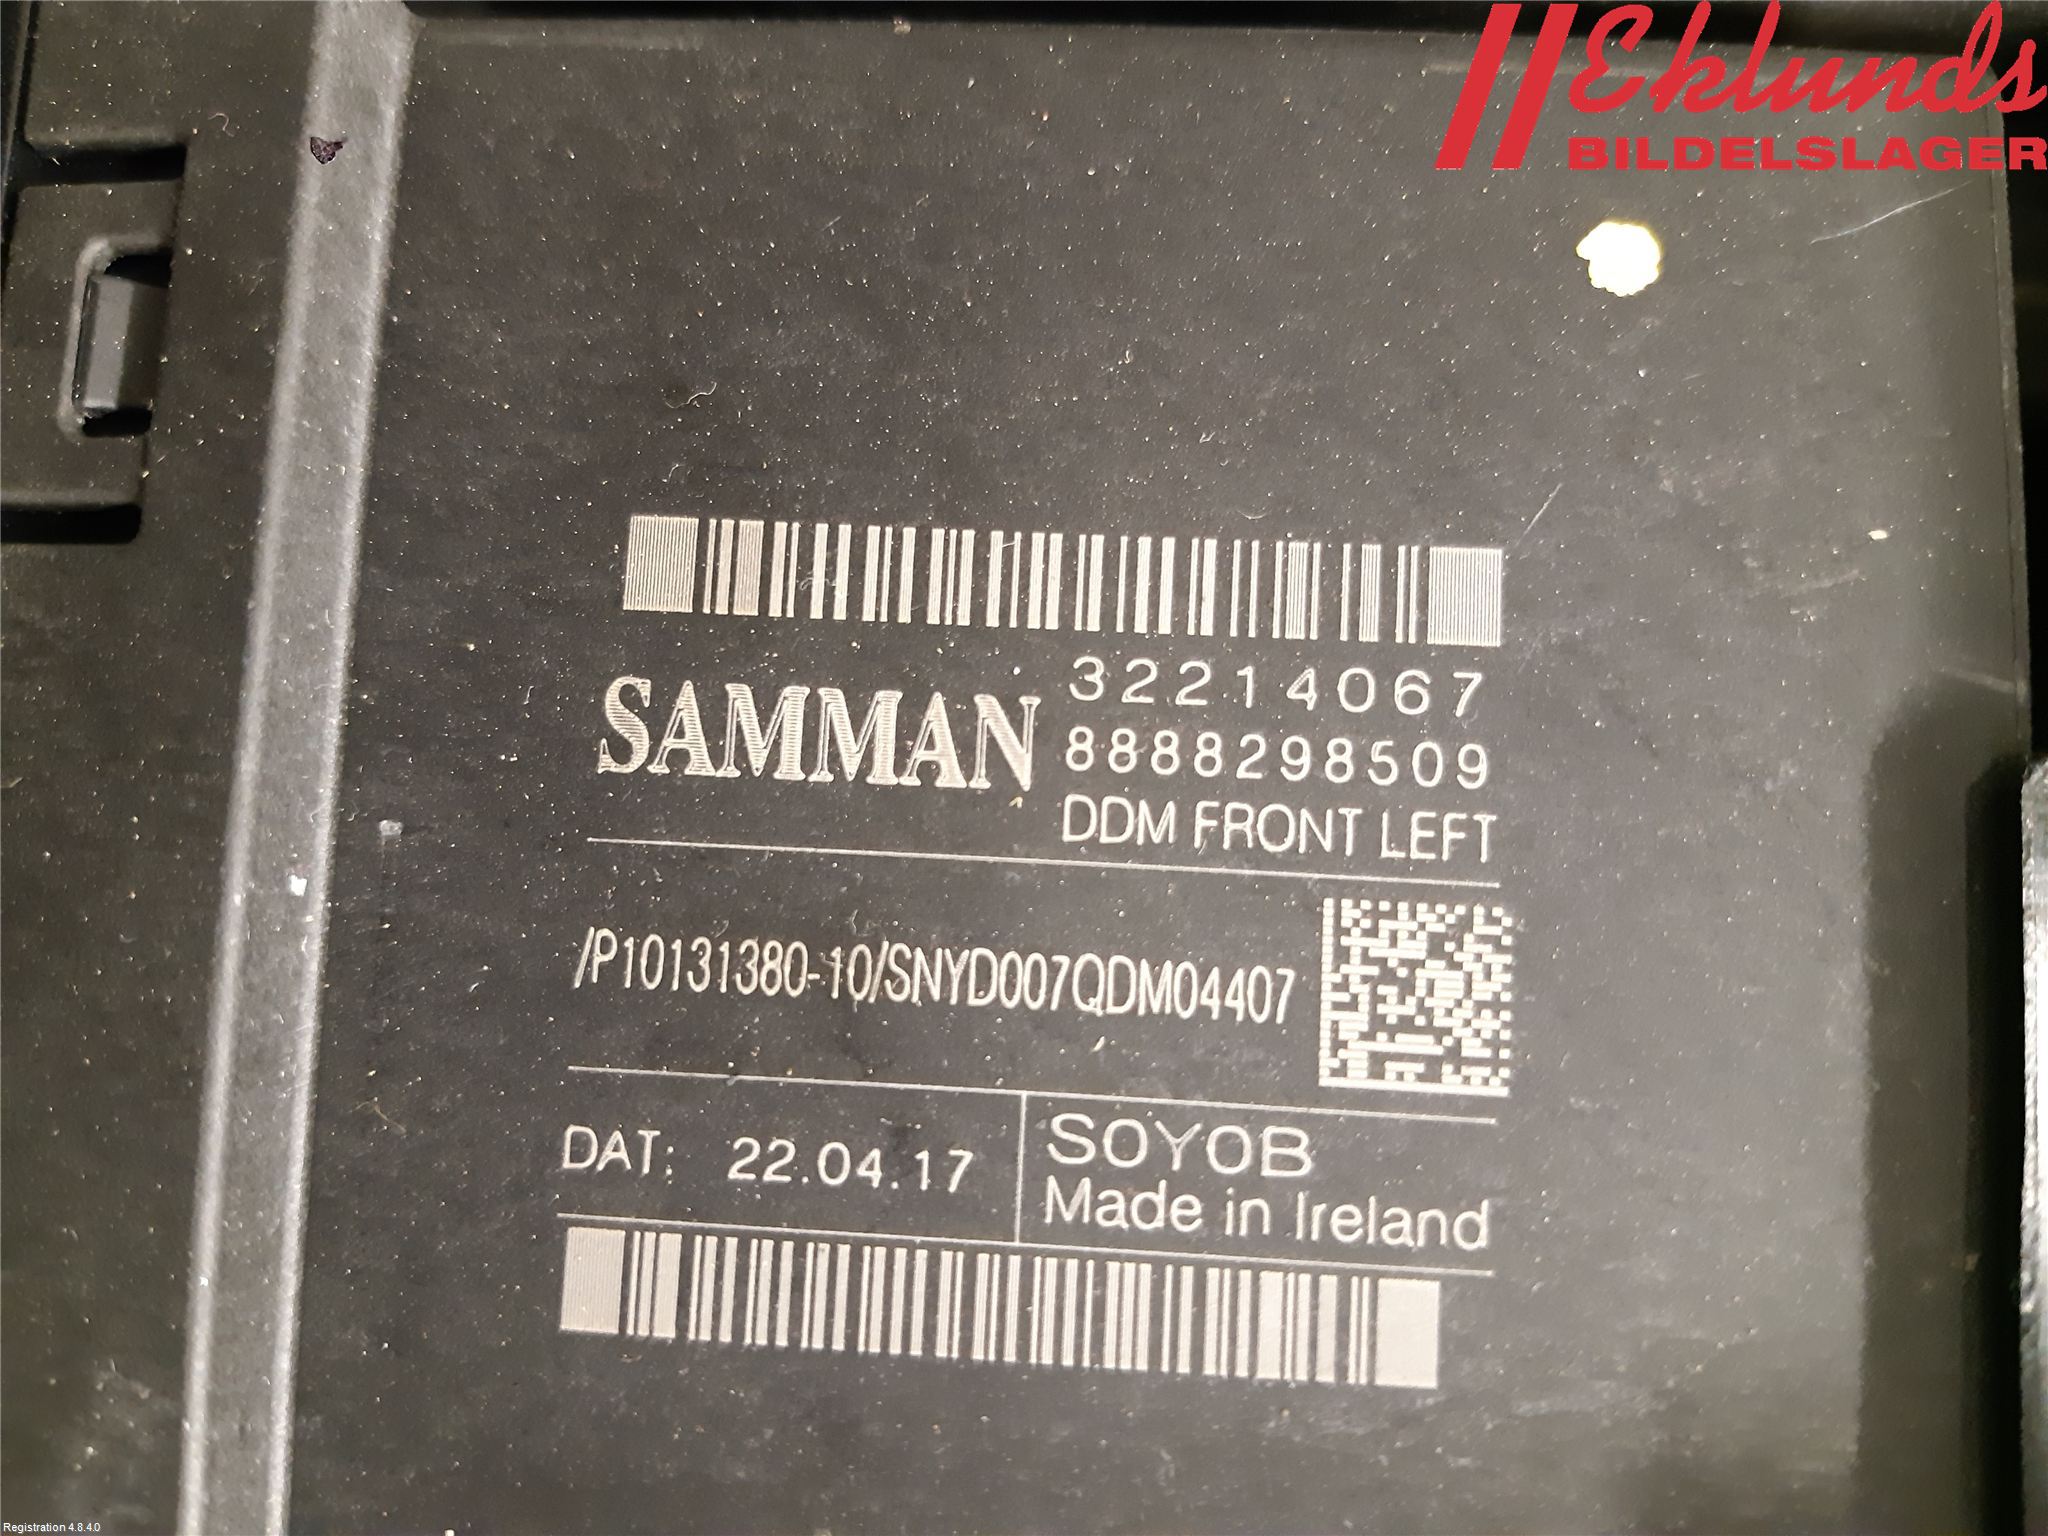 Eklunds
BILDELSLAGER
32214067
SAMMAN
8888298509
DDM FRONT LEFT
/P10131380-10/SNYD007QDM04407
DAT: 22.04.17
SOYOB
Made in Ireland
Registration 4.8.4.0